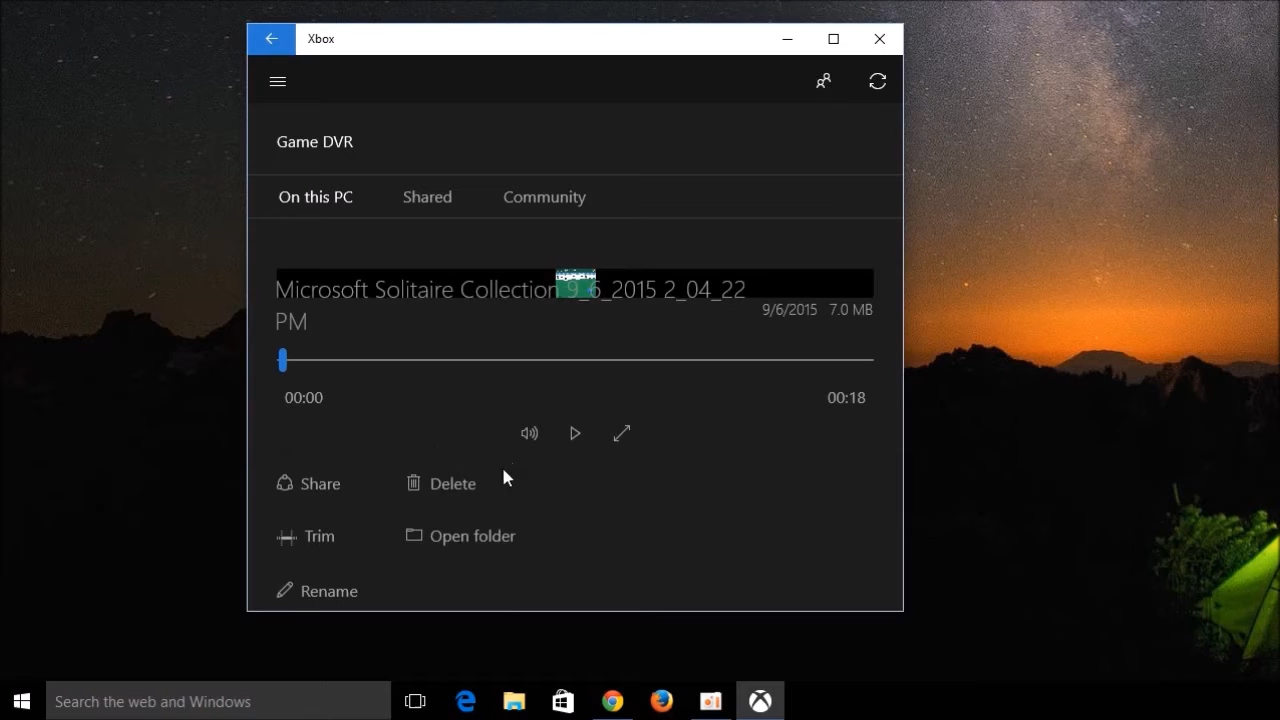 Xbox
Game DVR
On this PC
Shared
Community
Microsoft Solitaire Collection 9_6_2015 2_04_22
PM
9/6/2015 7.0 MB
00:00
00:18
Share
Delete
Trim
Open folder
Rename
Search the web and Windows